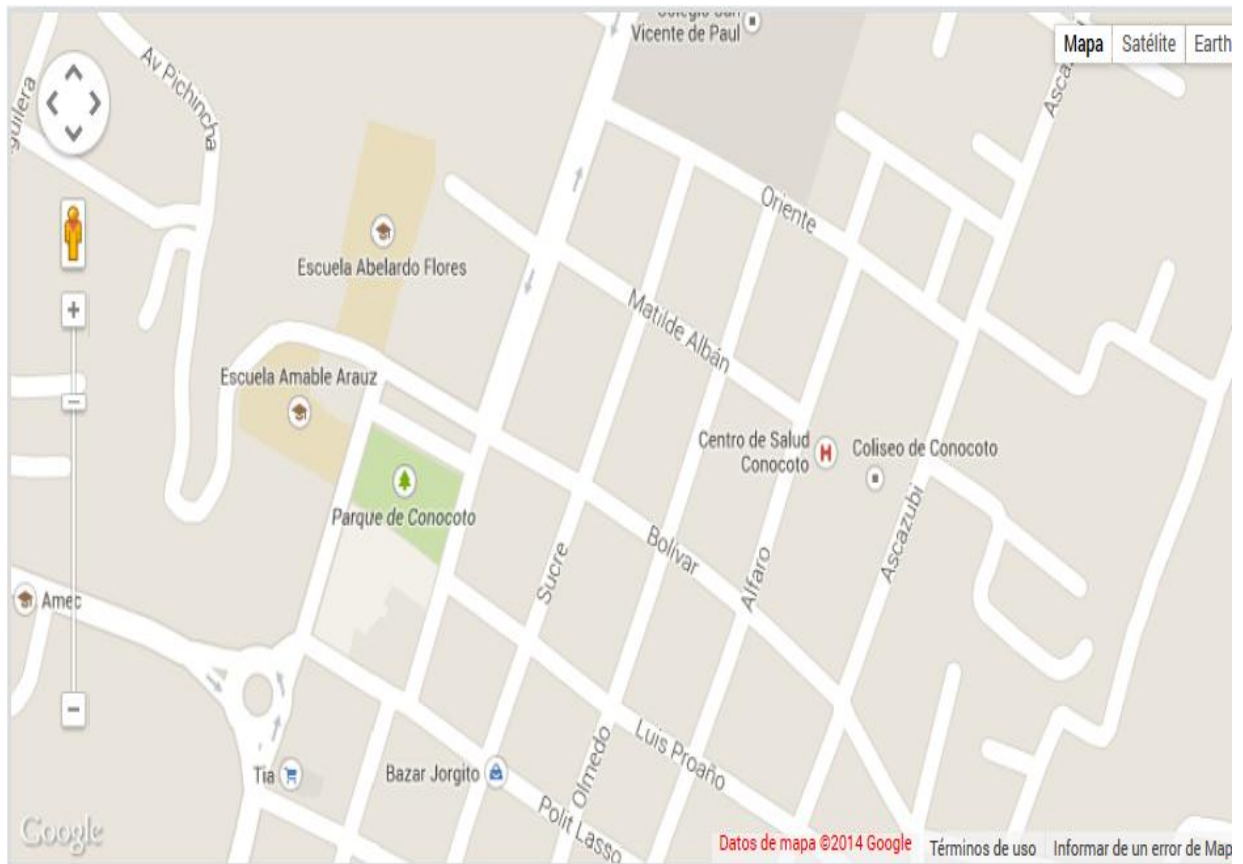 Colegio San
Vicente de Paul
Mapa
Satélite
Earth
Av Pichincha
Ascazubi
Oriente
Escuela Abelardo Flores
Matilde Albán
Escuela Amable Arauz
Centro de Salud
Conocoto
Coliseo de Conocoto
Parque de Conocoto
Sucre
Bolívar
Alfaro
Ascazubi
Amec
Luis Proaño
Tia
Bazar Jorgito
Olmedo
Polit Lasso
Google
Datos de mapa ©2014 Google
Términos de uso
Informar de un error de Map